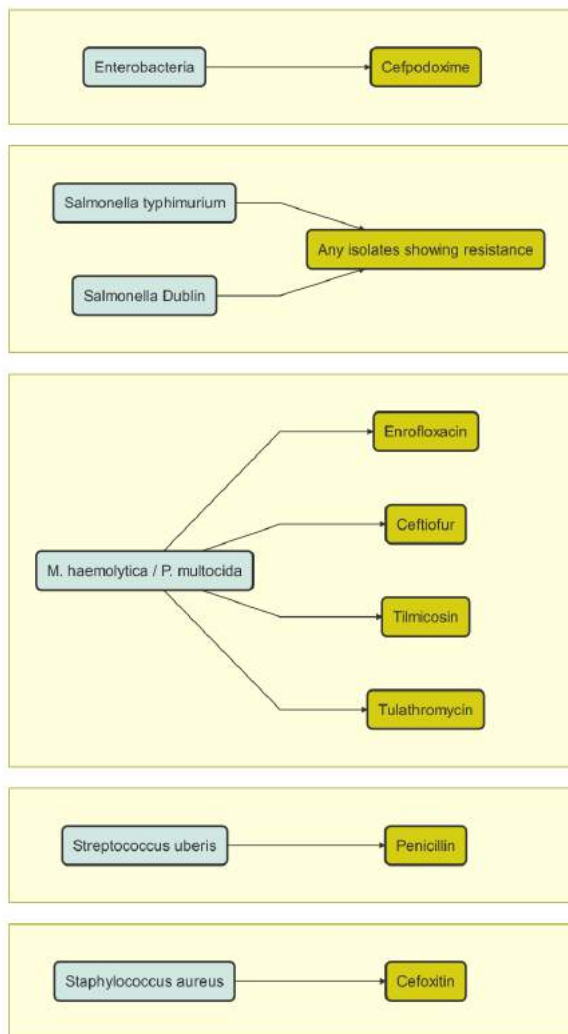 Enterobacteria
Cefpodoxime
Salmonella typhimurium
Any isolates showing resistance
Salmonella Dublin
Enrofloxacin
Ceftiofur
M. haemolytica / P. multocida
Tilmicosin
Tulathromycin
Streptococcus uberis
Penicillin
Staphylococcus aureus
Cefoxitin